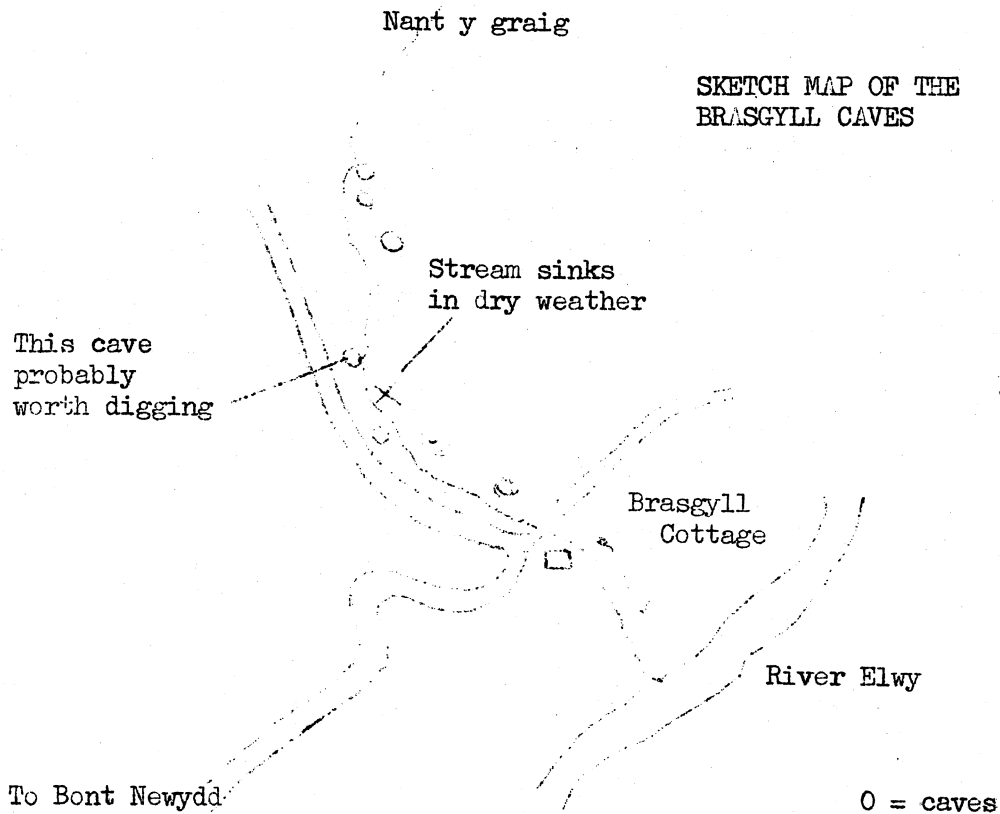 Nant y graig
SKETCH MAP OF THE
BRASGYLL CAVES
Stream sinks
in dry weather
This cave
probably
worth digging
Brasgyll
Cottage
River Elwy
To Bont Newydd
O = caves